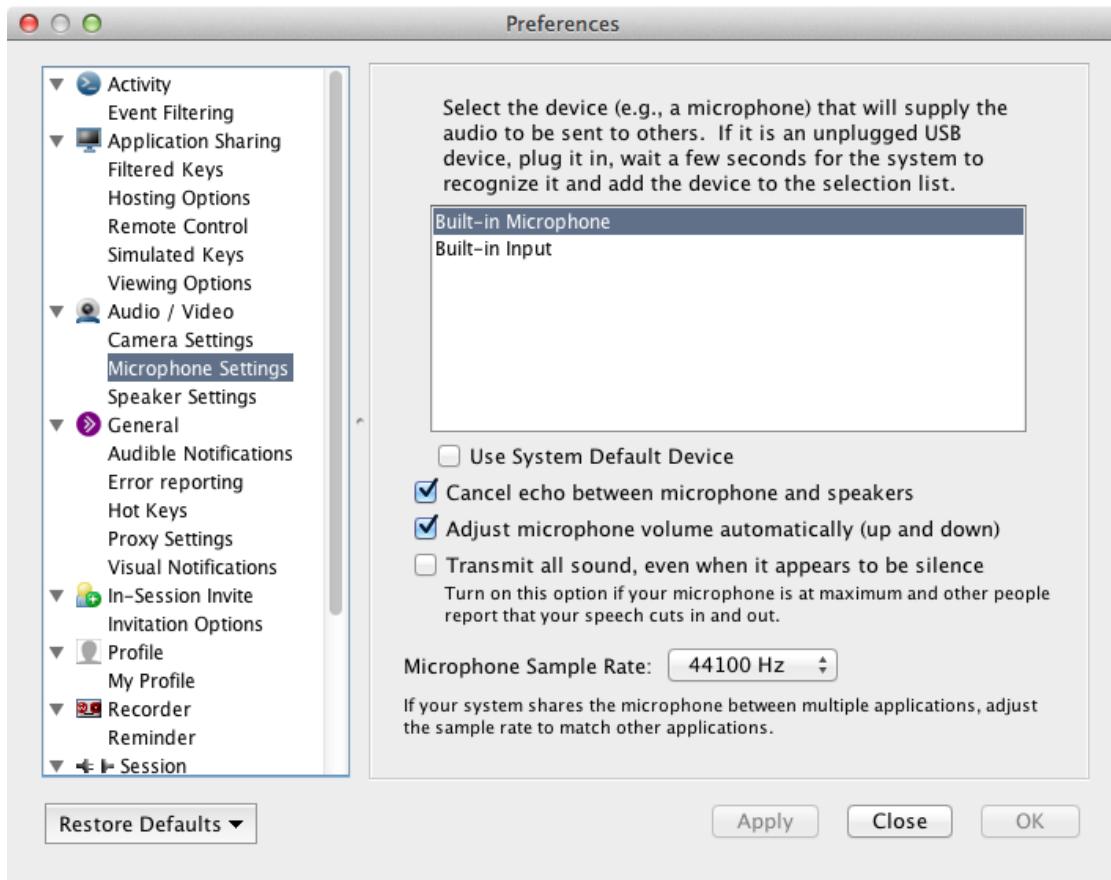 Preferences
Activity
Event Filtering
Application Sharing
Filtered Keys
Hosting Options
Remote Control
Simulated Keys
Viewing Options
Audio / Video
Camera Settings
Microphone Settings
Speaker Settings
General
Audible Notifications
Error reporting
Hot Keys
Proxy Settings
Visual Notifications
In-Session Invite
Invitation Options
Profile
My Profile
Recorder
Reminder
Session
Select the device (e.g., a microphone) that will supply the
audio to be sent to others.  If it is an unplugged USB
device, plug it in, wait a few seconds for the system to
recognize it and add the device to the selection list.
Built-in Microphone
Built-in Input
Use System Default Device
Cancel echo between microphone and speakers
Adjust microphone volume automatically (up and down)
Transmit all sound, even when it appears to be silence
Turn on this option if your microphone is at maximum and other people
report that your speech cuts in and out.
Microphone Sample Rate: 44100 Hz
If your system shares the microphone between multiple applications, adjust
the sample rate to match other applications.
Restore Defaults
Apply
Close
OK